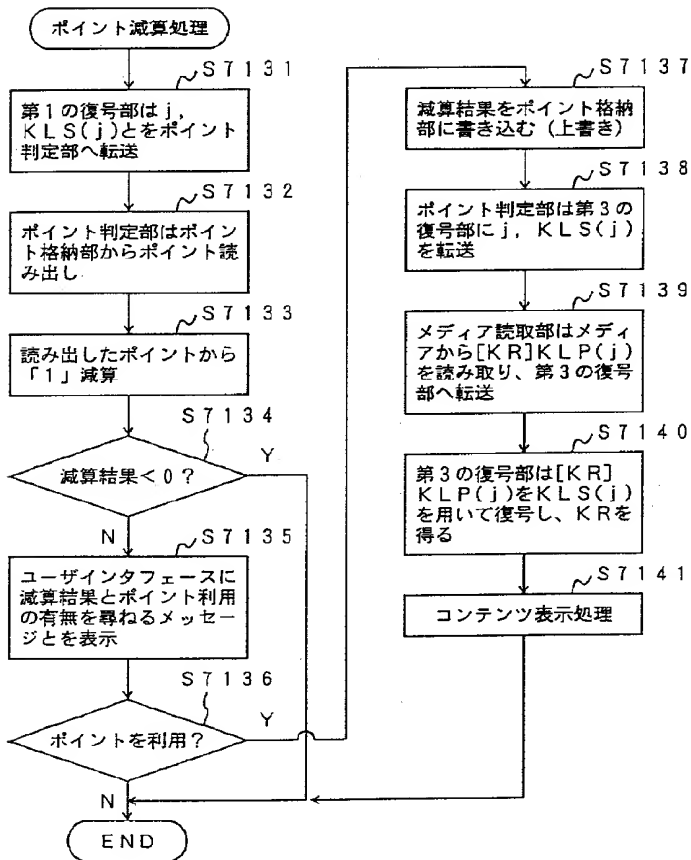 ポイント減算処理
S7131
第1の復号部はj,
KLS(j)とをポイント
判定部へ転送
S7132
ポイント判定部はポイン
ト格納部からポイント読
み出し
S7133
読み出したポイントから
「1」減算
S7134
減算結果<0?
Y
N
S7135
ユーザインタフェースに
減算結果とポイント利用
の有無を尋ねるメッセー
ジとを表示
S7136
ポイントを利用?
Y
N
END
S7137
減算結果をポイント格納
部に書き込む(上書き)
S7138
ポイント判定部は第3の
復号部にj, KLS(j)
を転送
S7139
メディア読取部はメディ
アから[KR]KLP(j)
を読み取り、第3の復号
部へ転送
S7140
第3の復号部は[KR]
KLP(j)をKLS(j)
を用いて復号し、KRを
得る
S7141
コンテンツ表示処理